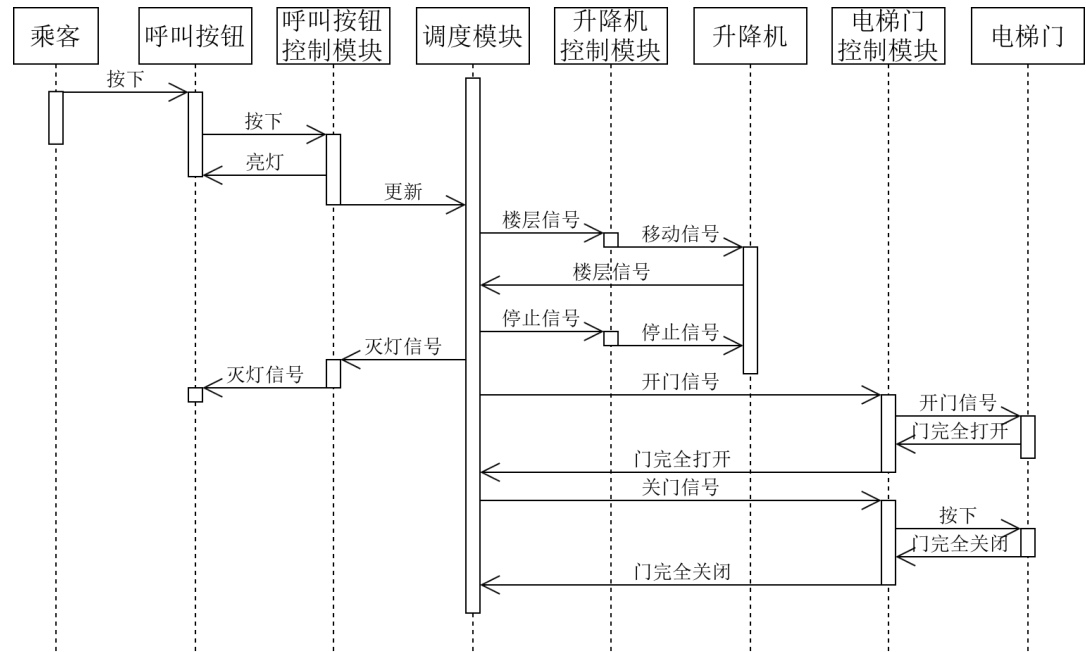 乘客
呼叫按钮
呼叫按钮
控制模块
调度模块
升降机
控制模块
升降机
电梯门
控制模块
电梯门
按下
按下
亮灯
更新
楼层信号
移动信号
楼层信号
停止信号
停止信号
灭灯信号
灭灯信号
开门信号
开门信号
门完全打开
门完全打开
关门信号
按下
门完全关闭
门完全关闭